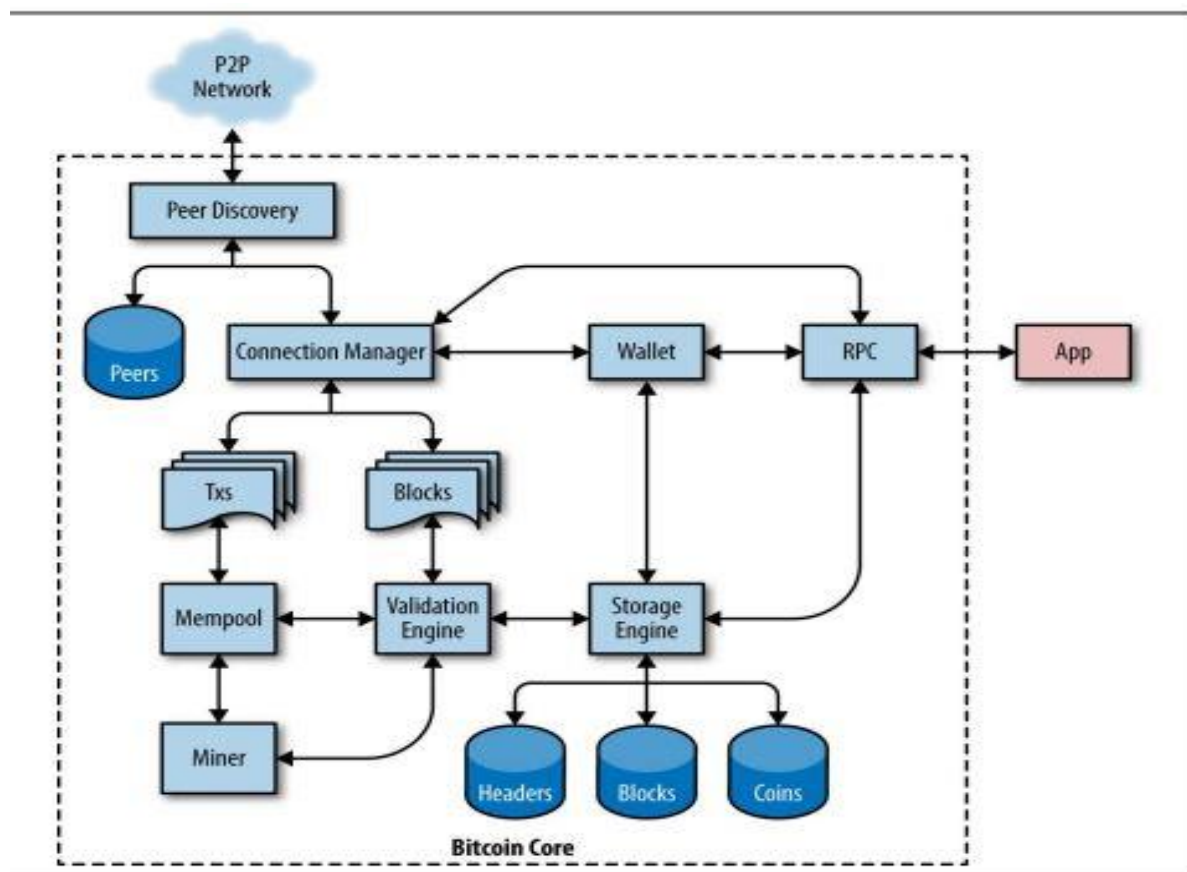 P2P
Network
Peer Discovery
Peers
Connection Manager
Wallet
RPC
App
Txs
Blocks
Mempool
Validation
Engine
Storage
Engine
Miner
Headers
Blocks
Coins
Bitcoin Core